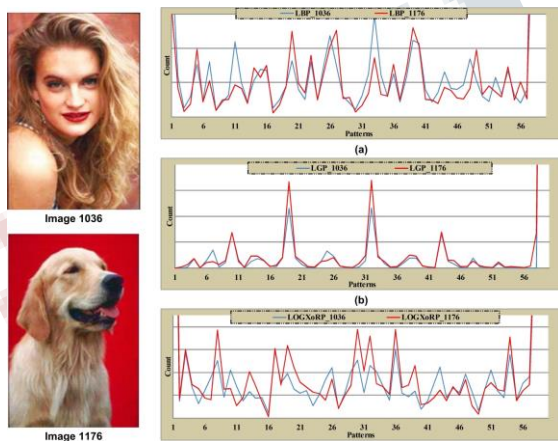 Image 1036
Image 1176
LBP_1036 LBP_1176
Count
1 6 11 16 21 26 31 36 41 46 51 56
Patterns
(a)
LGP_1036 LGP_1176
Count
1 6 11 16 21 26 31 36 41 46 51 56
Patterns
(b)
LOGXoRP_1036 LOGXoRP_1176
Count
1 6 11 16 21 26 31 36 41 46 51 56
Patterns